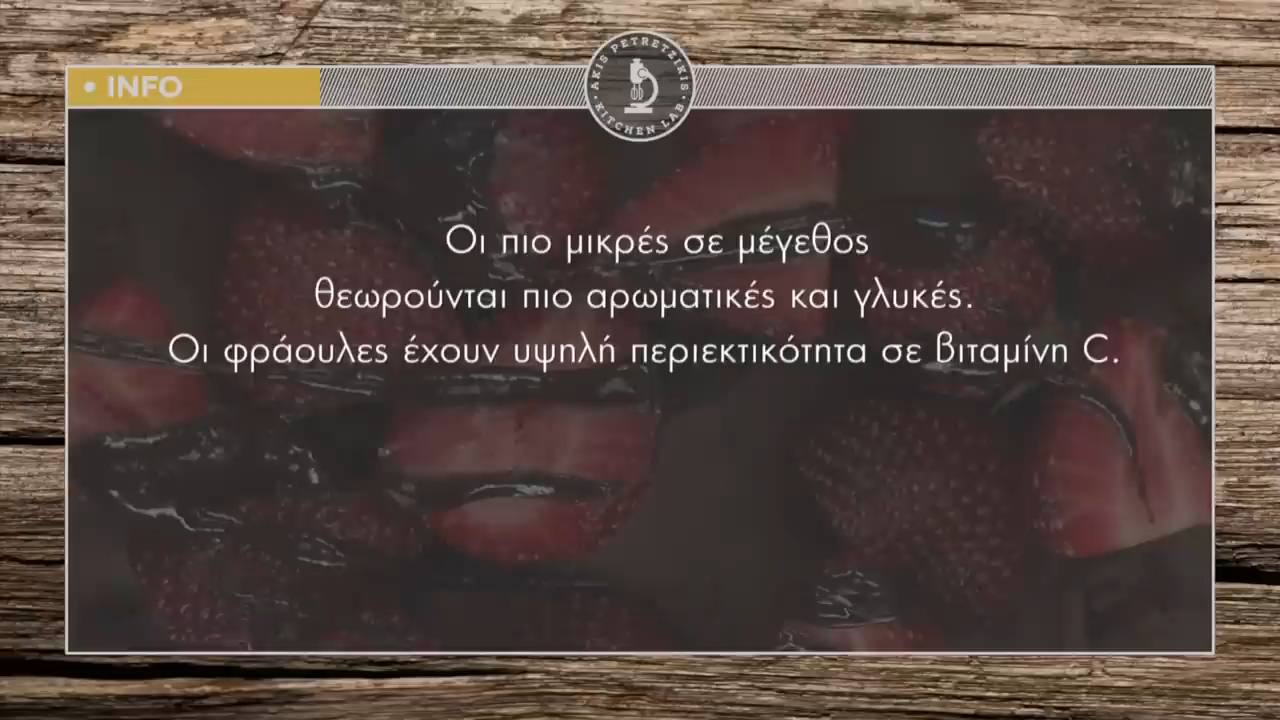 • INFO
AKIS PETRETZIKIS
• KITCHEN LAB •
Οι πιο μικρές σε μέγεθος
θεωρούνται πιο αρωματικές και γλυκές.
Οι φράουλες έχουν υψηλή περιεκτικότητα σε βιταμίνη C.